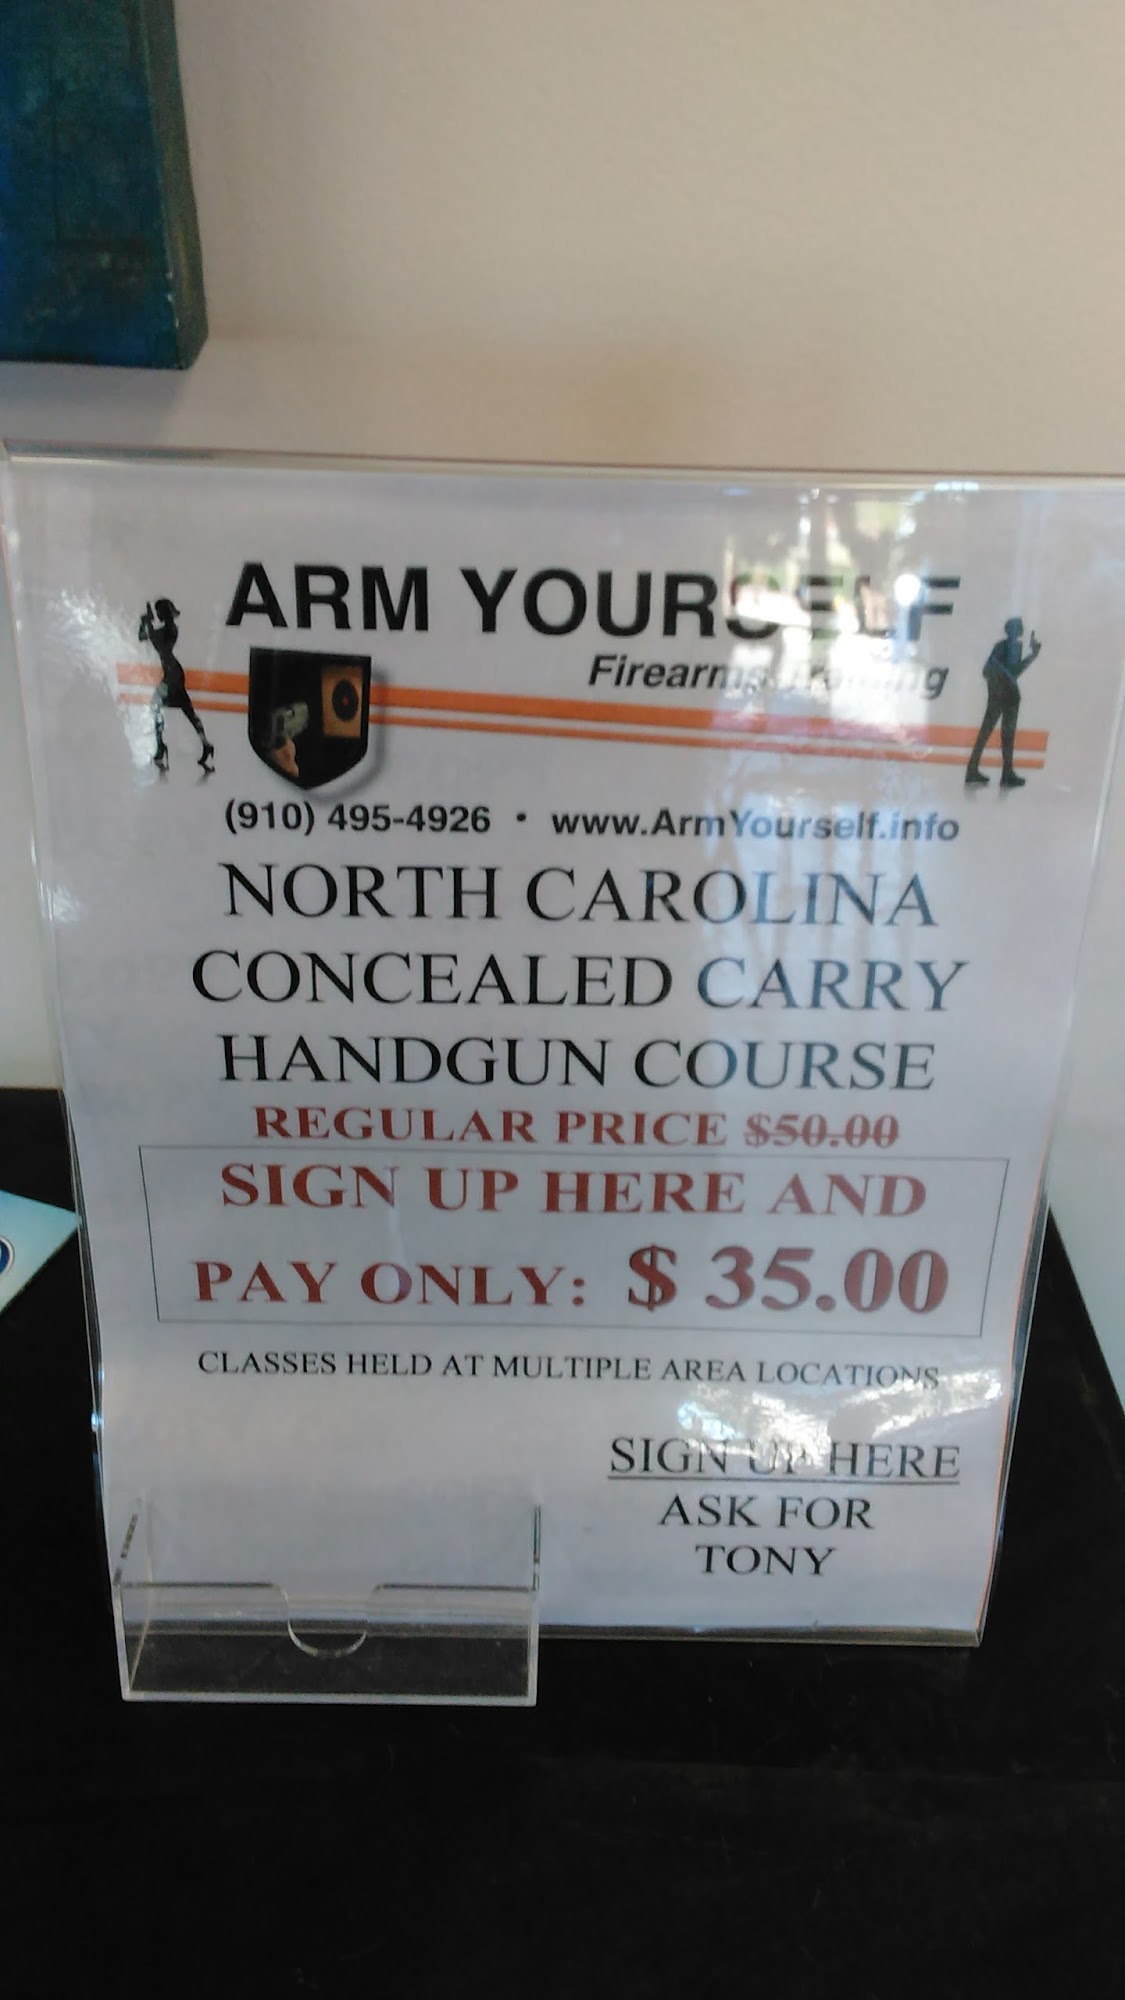 ARM YOURSELF
Firearms Training
(910) 495-4926 • www.ArmYourself.info
NORTH CAROLINA
CONCEALED CARRY
HANDGUN COURSE
REGULAR PRICE $50.00
SIGN UP HERE AND
PAY ONLY: $ 35.00
CLASSES HELD AT MULTIPLE AREA LOCATIONS
SIGN UP HERE
ASK FOR
TONY